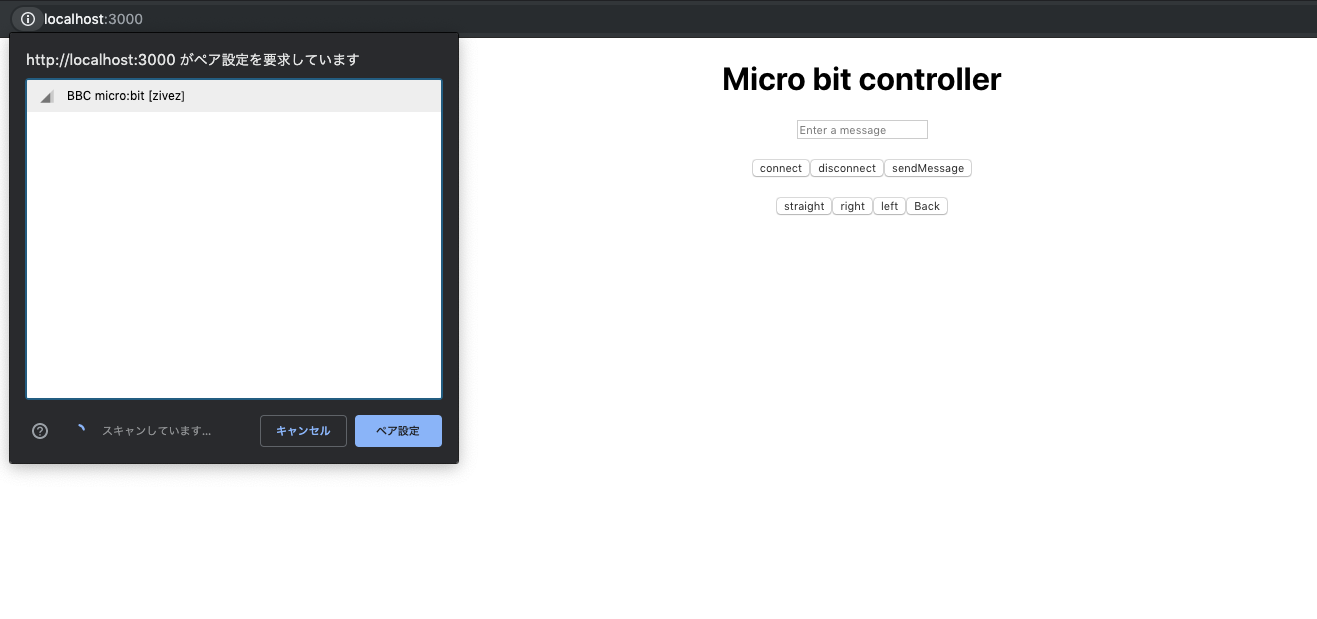 localhost:3000
http://localhost:3000 がペア設定を要求しています
BBC micro:bit [zivez]
スキャンしています...
キャンセル
ペア設定
Micro bit controller
Enter a message
connect disconnect sendMessage
straight right left Back